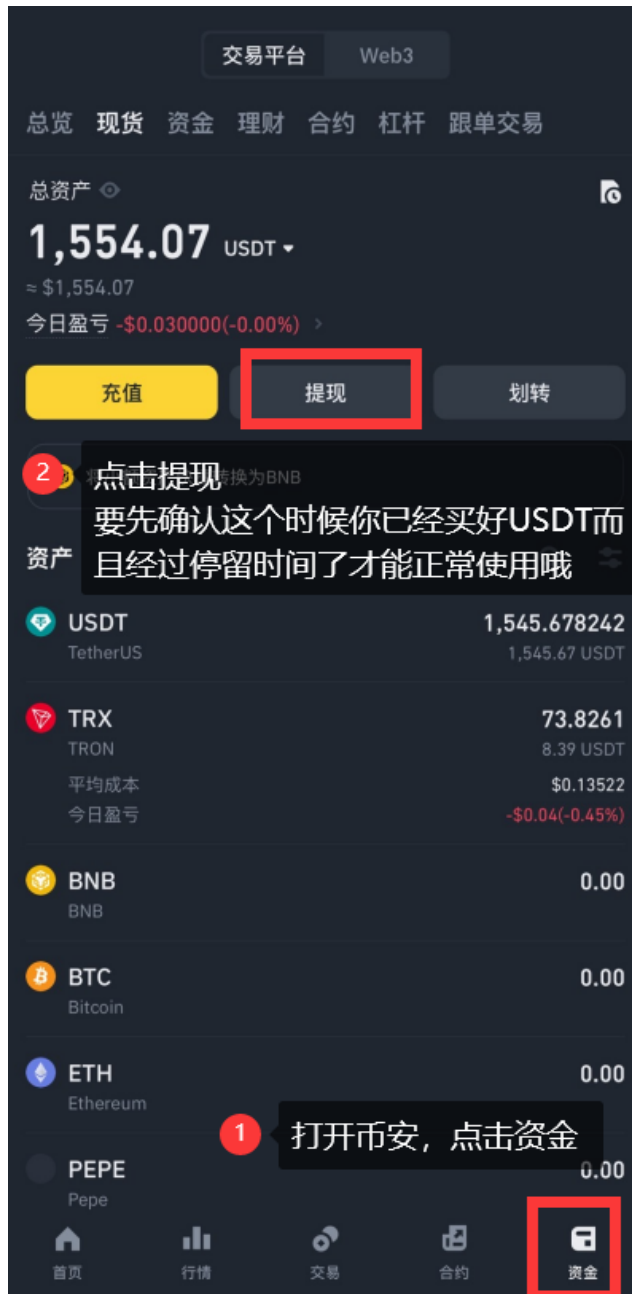 交易平台 Web3
总览 现货 资金 理财 合约 杠杆 跟单交易
总资产
1,554.07 USDT
≈ $1,554.07
今日盈亏 -$0.030000(-0.00%)
充值 提现 划转
2 点击提现
转换为BNB
要先确认这个时候你已经买好USDT而
且经过停留时间了才能正常使用哦
资产
USDT 1,545.678242
TetherUS 1,545.67 USDT
TRX 73.8261
TRON 8.39 USDT
平均成本 $0.13522
今日盈亏 -$0.04(-0.45%)
BNB 0.00
BNB
BTC 0.00
Bitcoin
ETH 0.00
Ethereum
1 打开币安，点击资金
PEPE 0.00
Pepe
首页 行情 交易 合约 资金